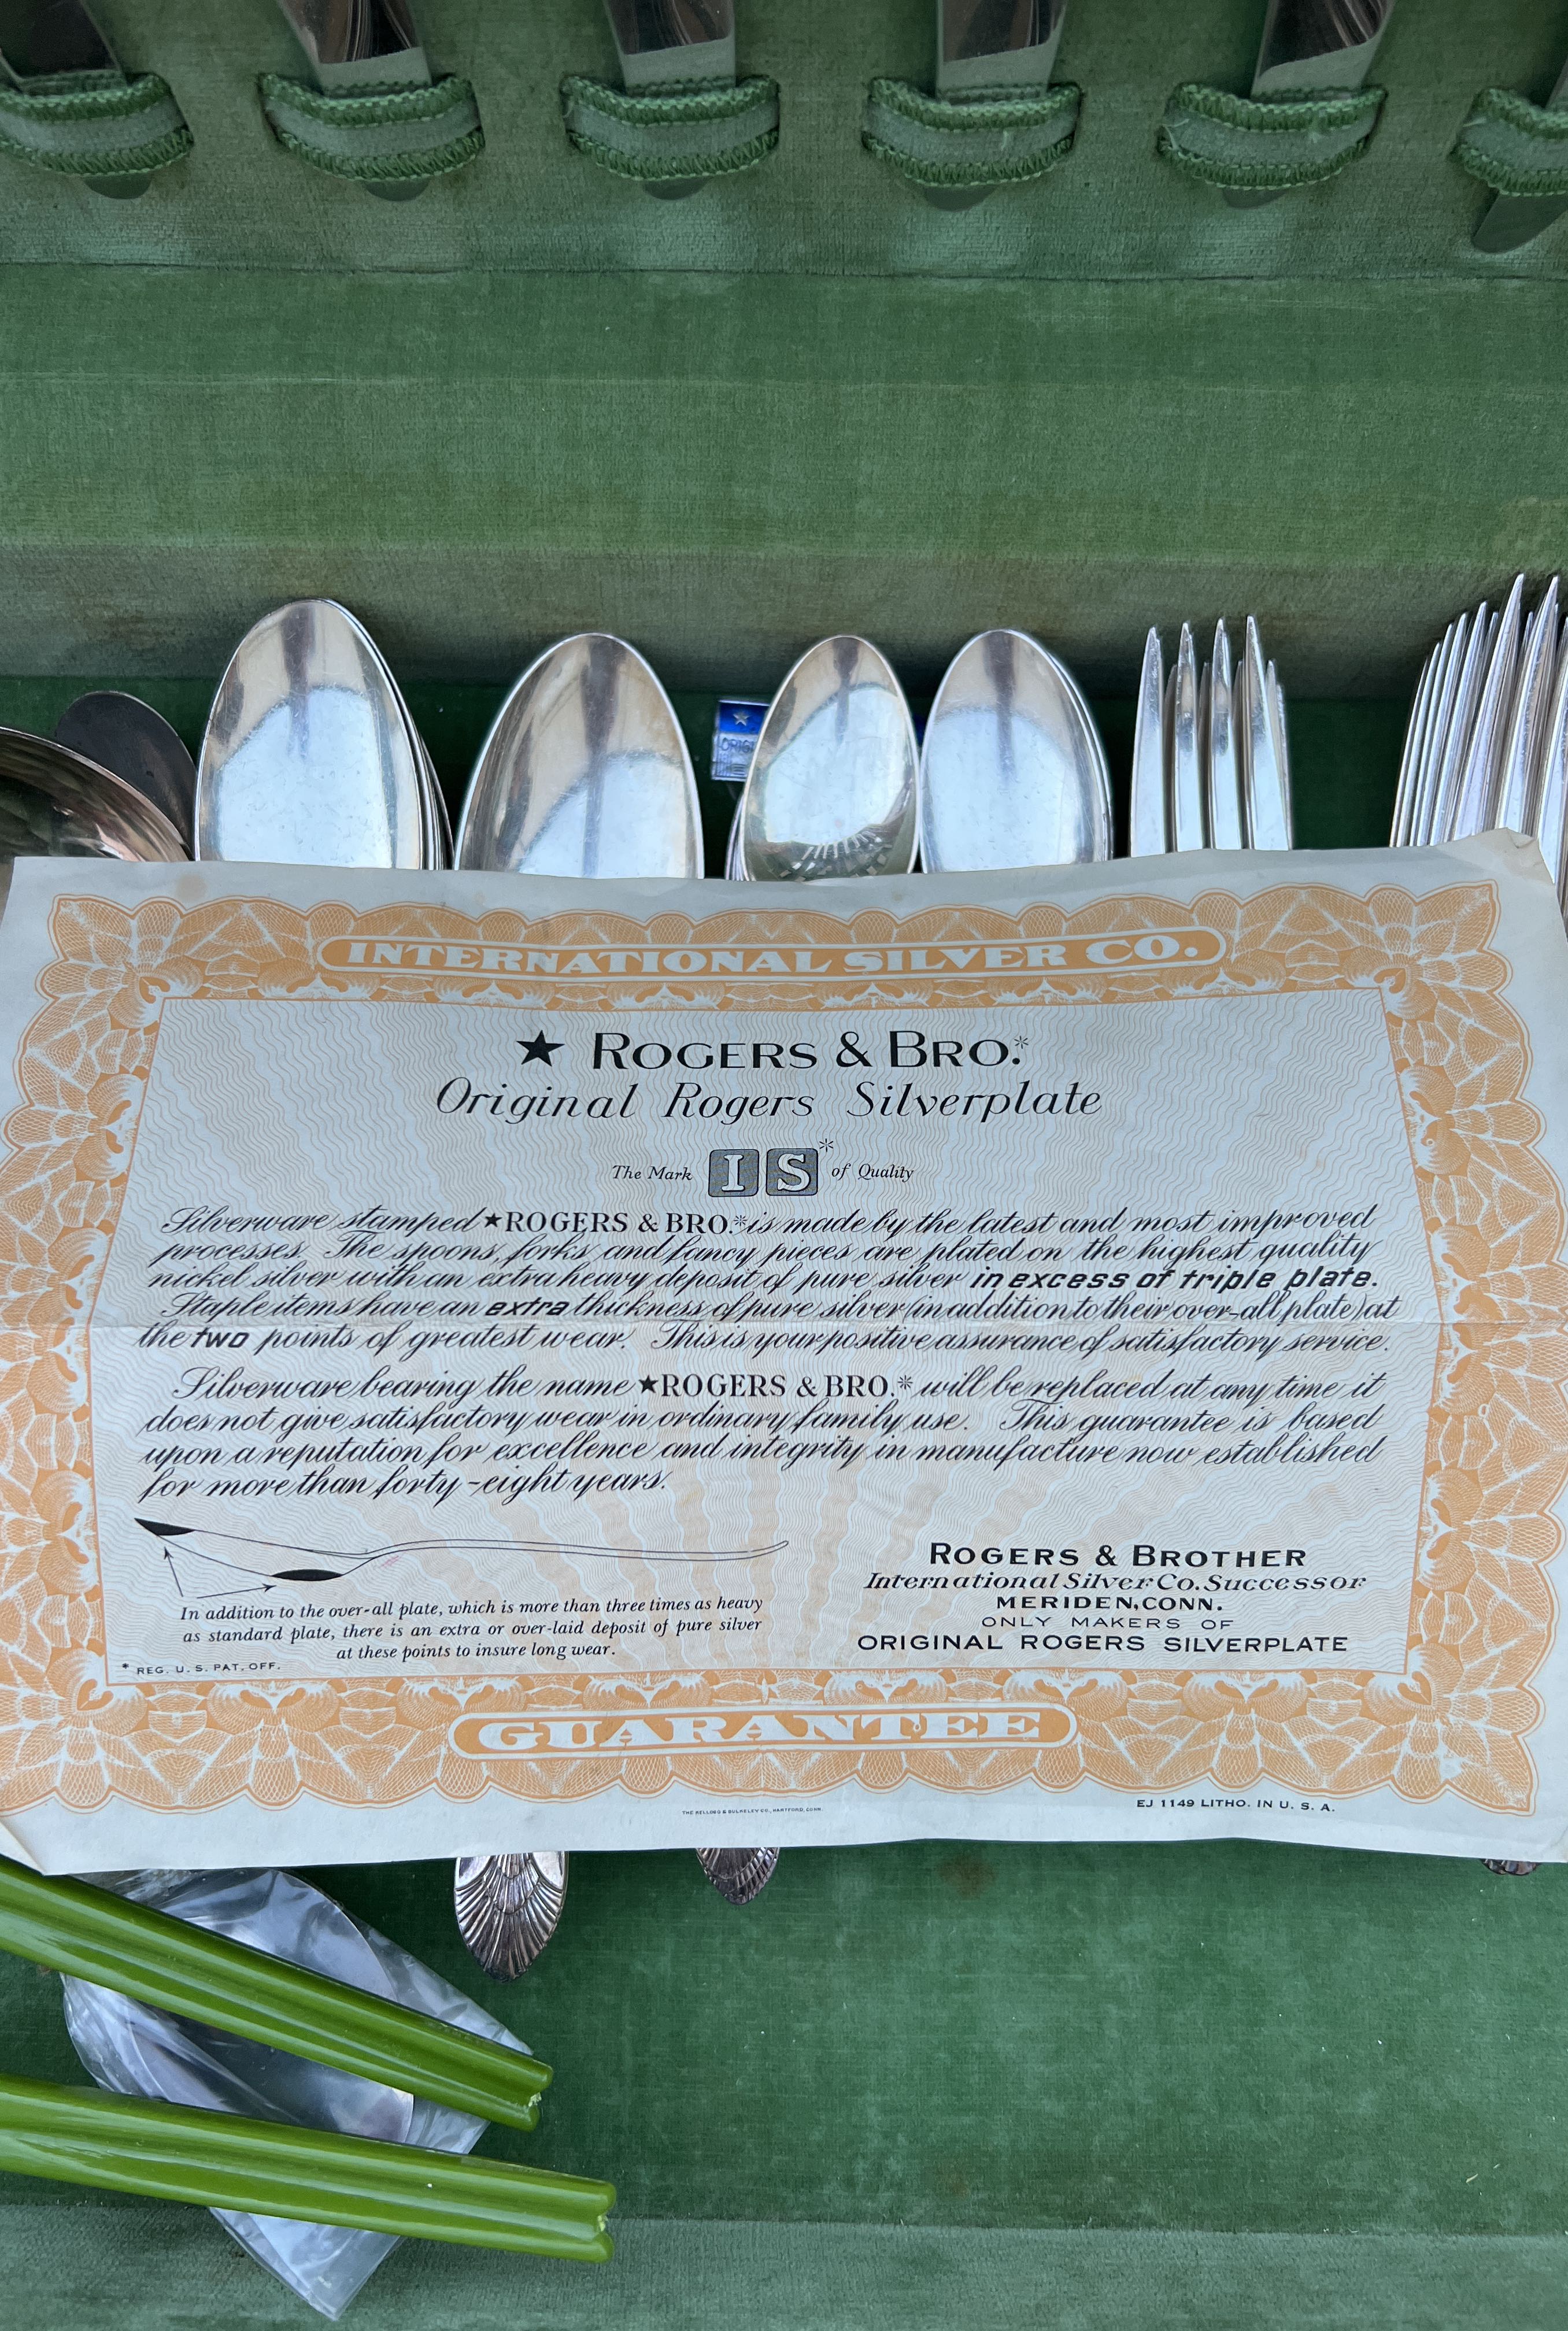 ★
ORIG
INTERNATIONAL SILVER CO.
★ ROGERS & BRO.*
Original Rogers Silverplate
The Mark I S * of Quality
Silverware stamped ★ROGERS & BRO.* is made by the latest and most improved
processes. The spoons, forks and fancy pieces are plated on the highest quality
nickel silver with an extra heavy deposit of pure silver in excess of triple plate.
Staple items have an extra thickness of pure silver (in addition to their over-all plate) at
the two points of greatest wear. This is your positive assurance of satisfactory service.
Silverware bearing the name ★ROGERS & BRO.* will be replaced at any time it
does not give satisfactory wear in ordinary family use. This guarantee is based
upon a reputation for excellence and integrity in manufacture now established
for more than forty-eight years.
In addition to the over-all plate, which is more than three times as heavy
as standard plate, there is an extra or over-laid deposit of pure silver
at these points to insure long wear.
* REG. U. S. PAT. OFF.
ROGERS & BROTHER
International Silver Co. Successor
MERIDEN, CONN.
ONLY MAKERS OF
ORIGINAL ROGERS SILVERPLATE
GUARANTEE
THE KELLOGG & BULKELEY CO., HARTFORD, CONN.
EJ 1149 LITHO. IN U. S. A.